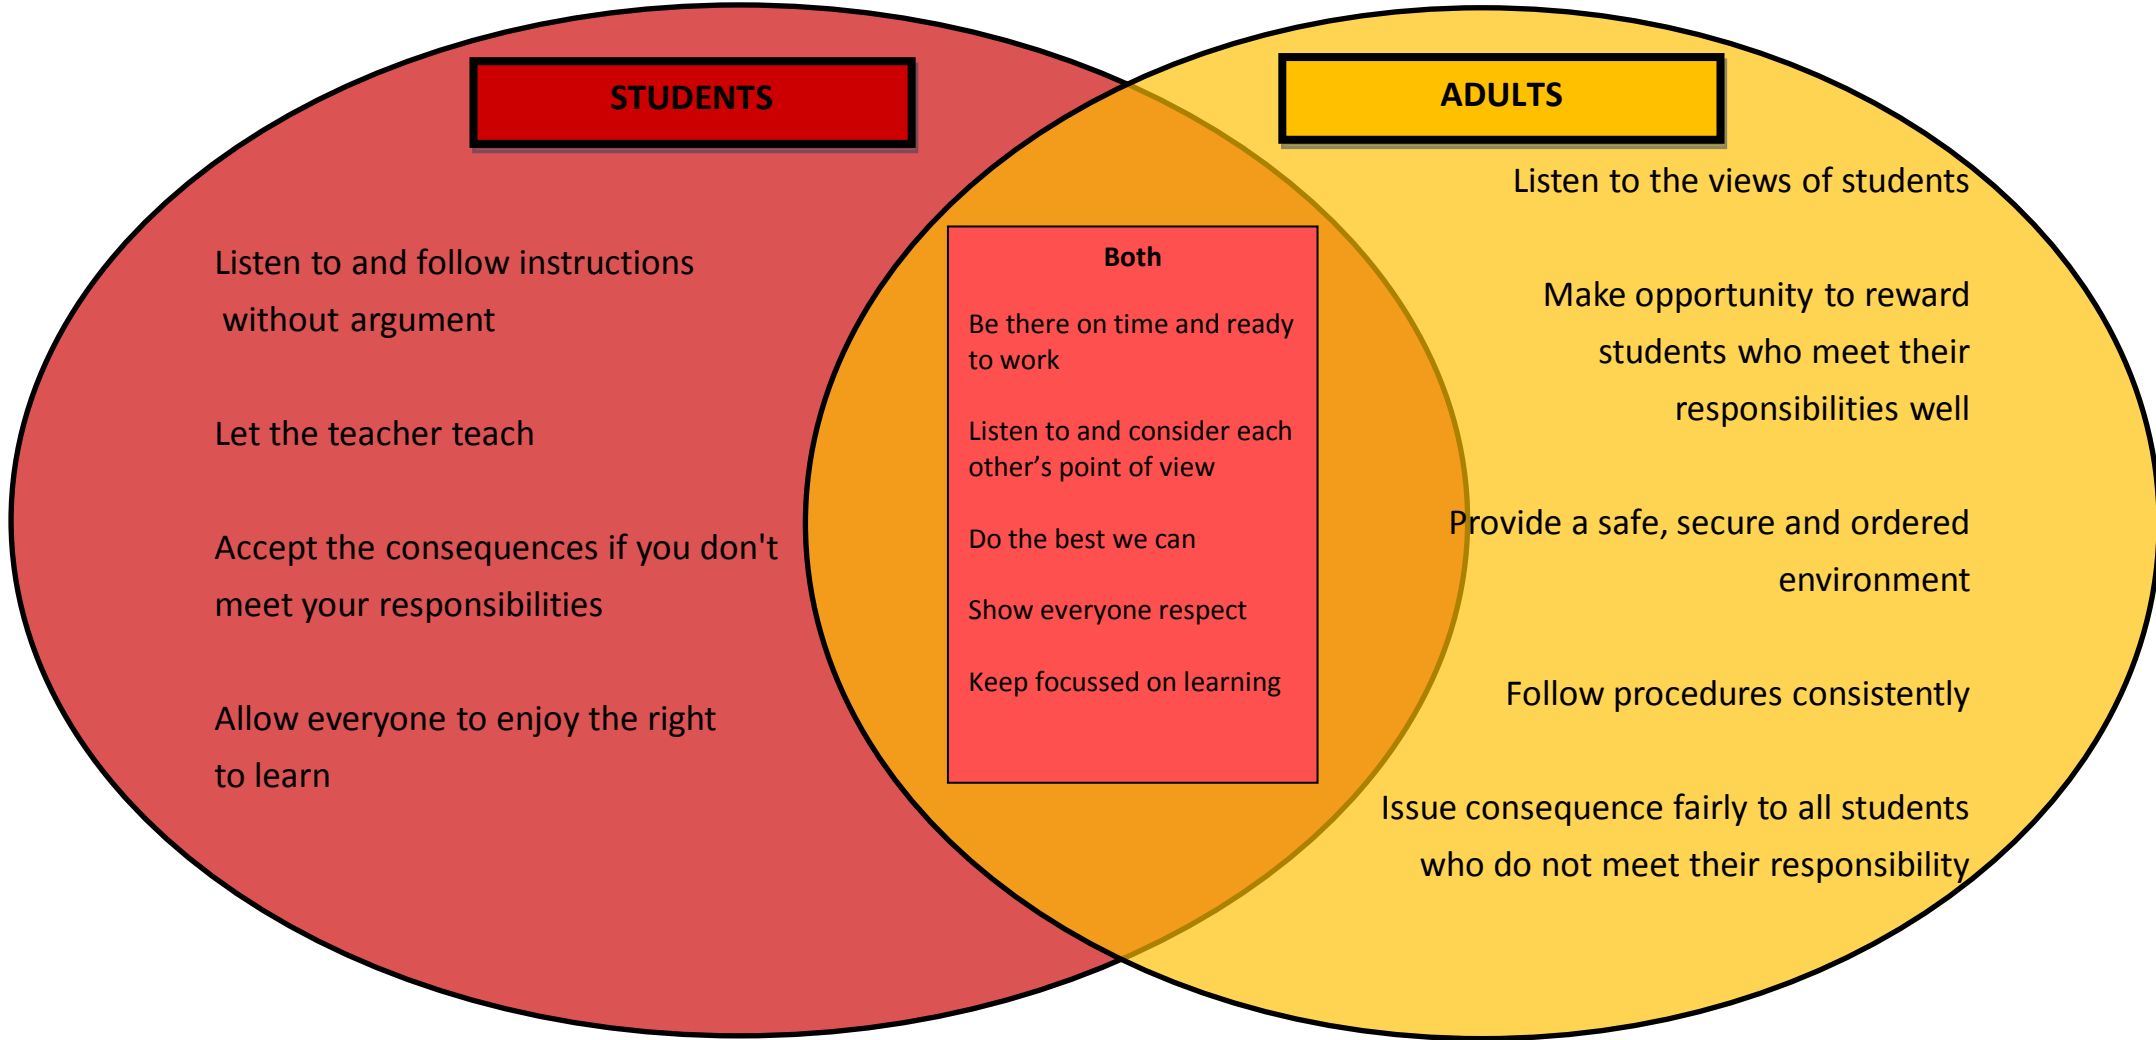 STUDENTS
Listen to and follow instructions
without argument
Let the teacher teach
Accept the consequences if you don't
meet your responsibilities
Allow everyone to enjoy the right
to learn
Both
Be there on time and ready
to work
Listen to and consider each
other’s point of view
Do the best we can
Show everyone respect
Keep focussed on learning
ADULTS
Listen to the views of students
Make opportunity to reward
students who meet their
responsibilities well
Provide a safe, secure and ordered
environment
Follow procedures consistently
Issue consequence fairly to all students
who do not meet their responsibility